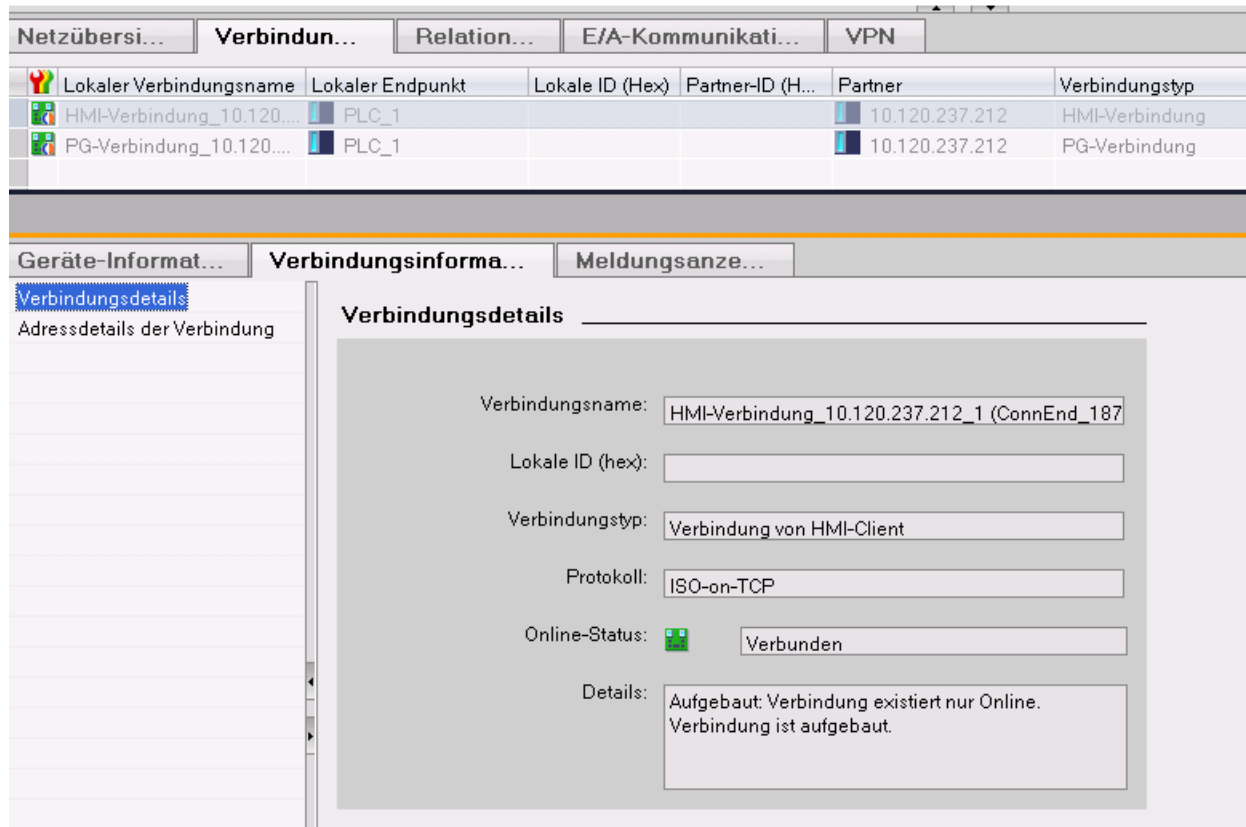 Netzübersi... Verbindun... Relation... E/A-Kommunikati... VPN
Lokaler Verbindungsname Lokaler Endpunkt Lokale ID (Hex) Partner-ID (H... Partner Verbindungstyp
HMI-Verbindung_10.120.... PLC_1 10.120.237.212 HMI-Verbindung
PG-Verbindung_10.120.... PLC_1 10.120.237.212 PG-Verbindung
Geräte-Informat... Verbindungsinforma... Meldungsanze...
Verbindungsdetails
Adressdetails der Verbindung
Verbindungsdetails
Verbindungsname: HMI-Verbindung_10.120.237.212_1 (ConnEnd_187
Lokale ID (hex):
Verbindungstyp: Verbindung von HMI-Client
Protokoll: ISO-on-TCP
Online-Status: Verbunden
Details: Aufgebaut: Verbindung existiert nur Online.
Verbindung ist aufgebaut.